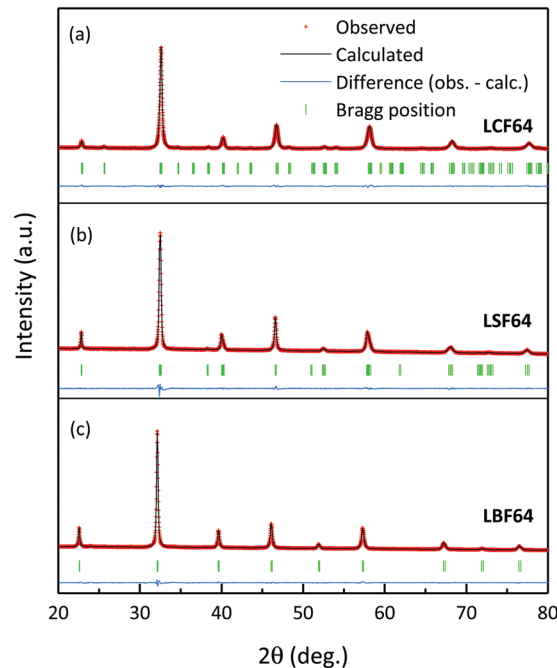 (a)
Observed
Calculated
Difference (obs. - calc.)
Bragg position
LCF64
(b)
LSF64
(c)
LBF64
Intensity (a.u.)
20 30 40 50 60 70 80
2θ (deg.)